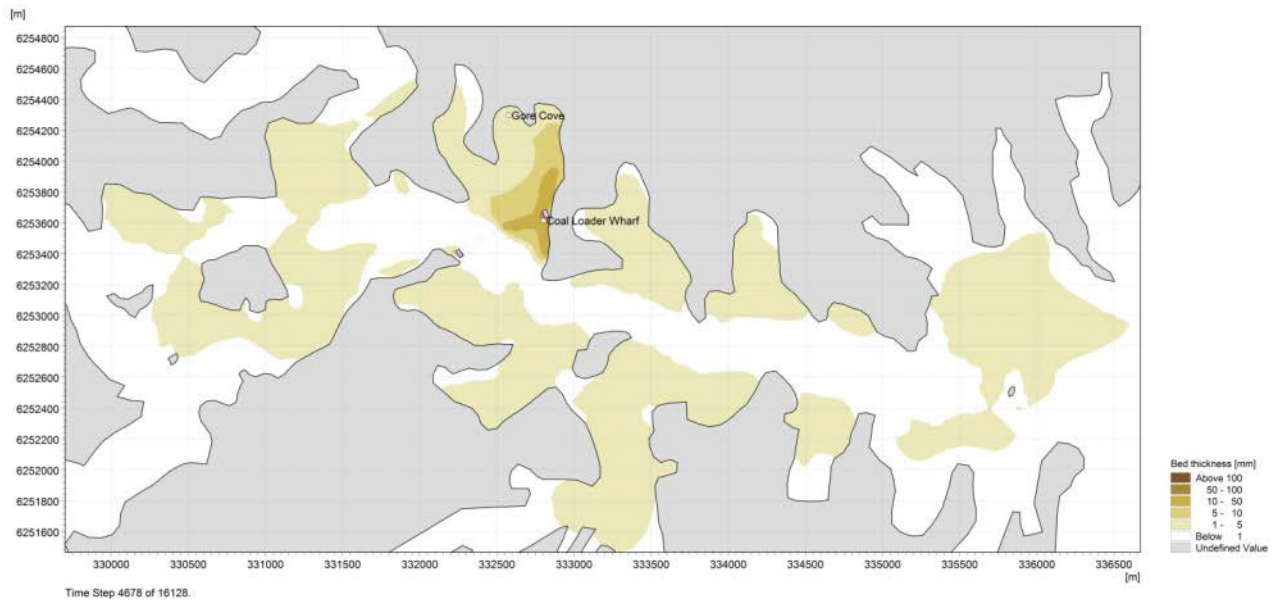 [m]
6254800
6254600
6254400
6254200
6254000
6253800
6253600
6253400
6253200
6253000
6252800
6252600
6252400
6252200
6252000
6251800
6251600
Gore Cove
Coal Loader Wharf
330000 330500 331000 331500 332000 332500 333000 333500 334000 334500 335000 335500 336000 336500
[m]
Bed thickness [mm]
Above 100
50 - 100
10 - 50
5 - 10
1 - 5
Below 1
Undefined Value
Time Step 4678 of 16128.